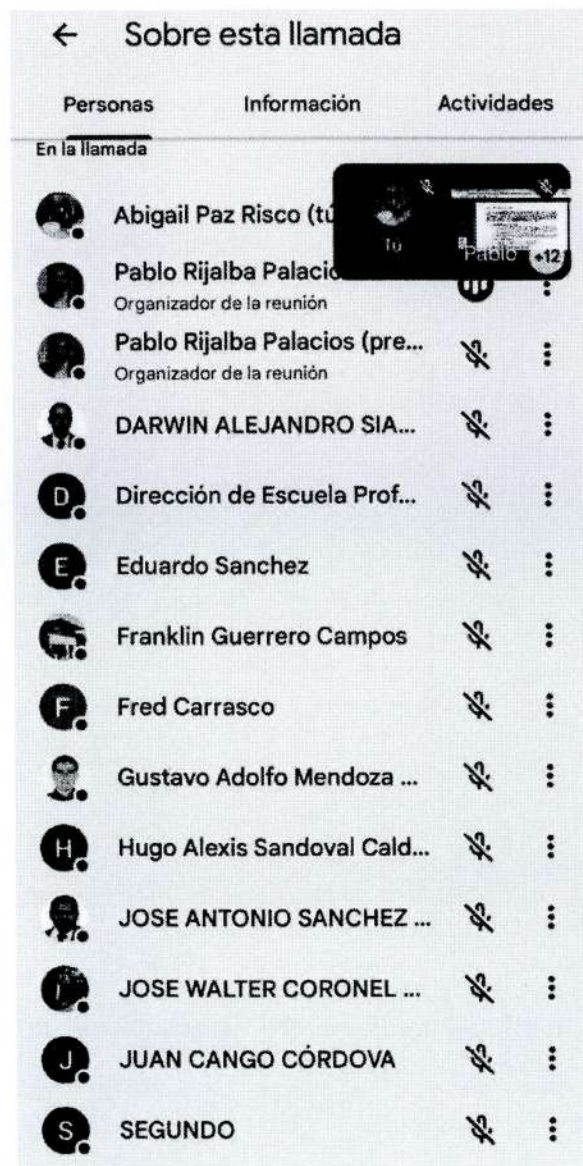 ← Sobre esta llamada
Personas Información Actividades
En la llamada
Abigail Paz Risco (tú
Tú Pablo +12
Pablo Rijalba Palacio
Organizador de la reunión
Pablo Rijalba Palacios (pre...
Organizador de la reunión
DARWIN ALEJANDRO SIA...
D Dirección de Escuela Prof...
E Eduardo Sanchez
Franklin Guerrero Campos
F Fred Carrasco
Gustavo Adolfo Mendoza ...
H Hugo Alexis Sandoval Cald...
JOSE ANTONIO SANCHEZ ...
JOSE WALTER CORONEL ...
J JUAN CANGO CÓRDOVA
S SEGUNDO